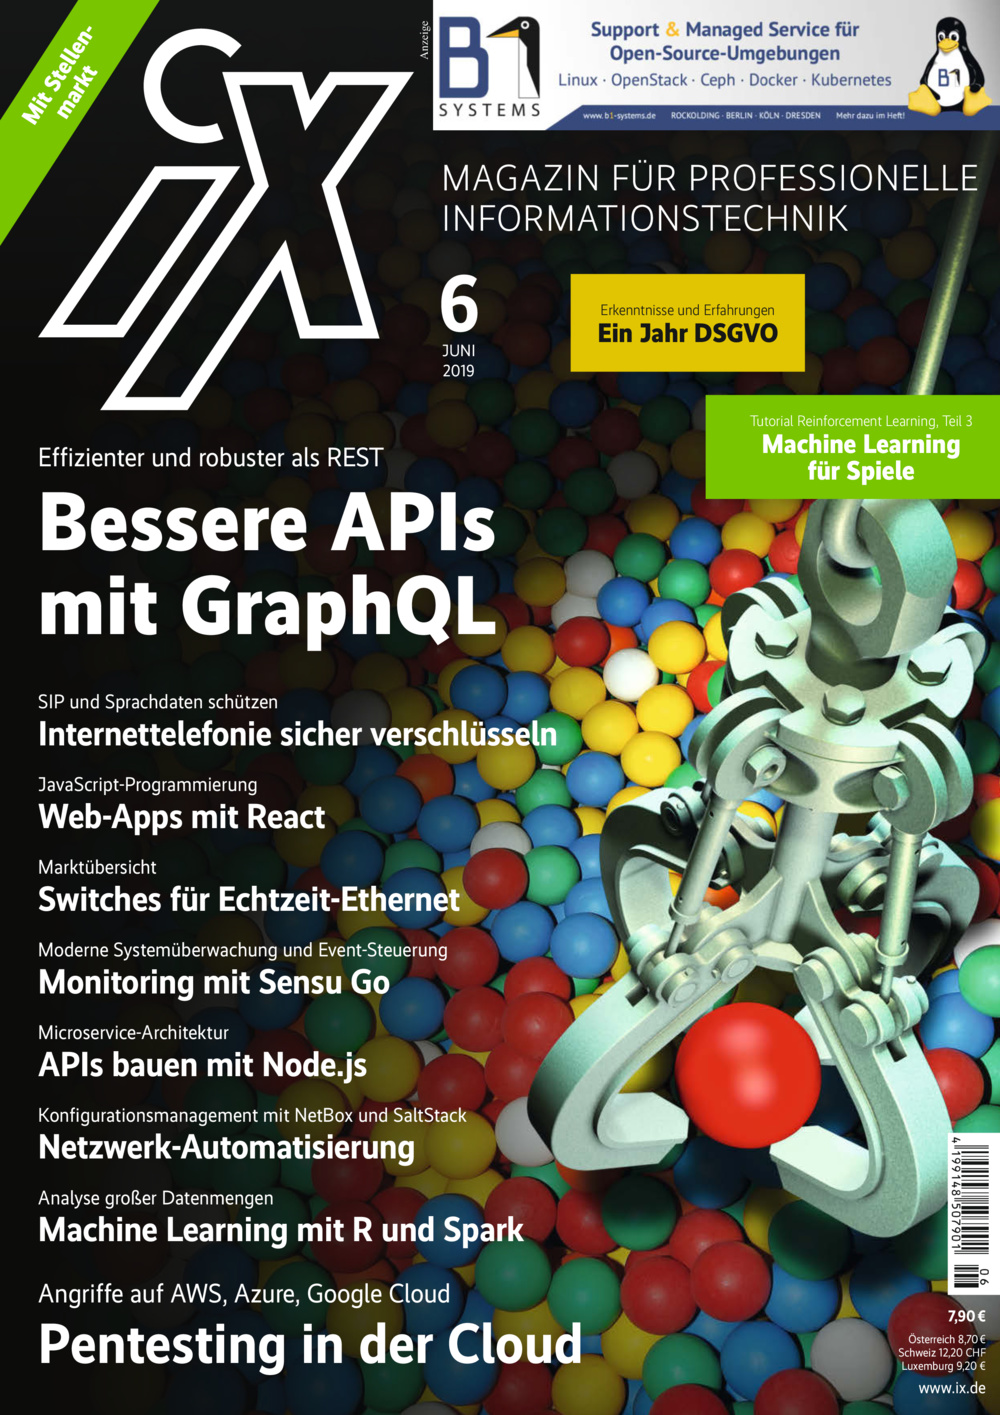 Mit Stellen-
markt
iX
Anzeige
B1
SYSTEMS
Support & Managed Service für
Open-Source-Umgebungen
Linux · OpenStack · Ceph · Docker · Kubernetes
www.b1-systems.de ROCKOLDING · BERLIN · KÖLN · DRESDEN Mehr dazu im Heft!
B1
MAGAZIN FÜR PROFESSIONELLE
INFORMATIONSTECHNIK
6
JUNI
2019
Erkenntnisse und Erfahrungen
Ein Jahr DSGVO
Tutorial Reinforcement Learning, Teil 3
Machine Learning
für Spiele
Effizienter und robuster als REST
Bessere APIs
mit GraphQL
SIP und Sprachdaten schützen
Internettelefonie sicher verschlüsseln
JavaScript-Programmierung
Web-Apps mit React
Marktübersicht
Switches für Echtzeit-Ethernet
Moderne Systemüberwachung und Event-Steuerung
Monitoring mit Sensu Go
Microservice-Architektur
APIs bauen mit Node.js
Konfigurationsmanagement mit NetBox und SaltStack
Netzwerk-Automatisierung
Analyse großer Datenmengen
Machine Learning mit R und Spark
Angriffe auf AWS, Azure, Google Cloud
Pentesting in der Cloud
4 199148 507901
06
7,90 €
Österreich 8,70 €
Schweiz 12,20 CHF
Luxemburg 9,20 €
www.ix.de